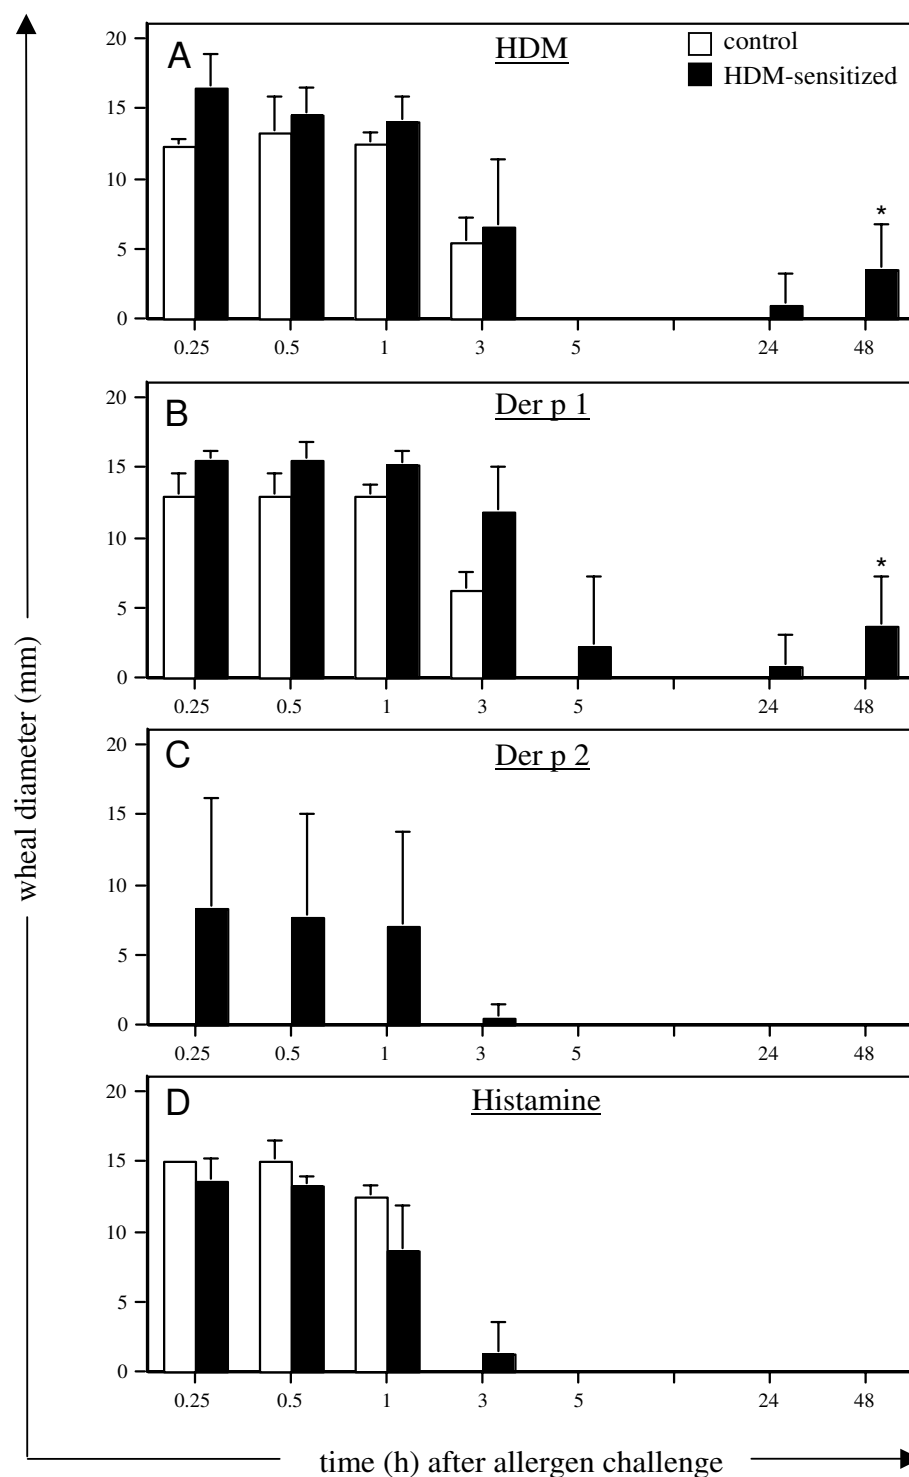 A
HDM
control
HDM-sensitized
20
15
10
5
0
*
0.25 0.5 1 3 5 24 48
B
Der p 1
20
15
10
5
0
*
0.25 0.5 1 3 5 24 48
C
Der p 2
20
15
10
5
0
0.25 0.5 1 3 5 24 48
D
Histamine
20
15
10
5
0
0.25 0.5 1 3 5 24 48
wheal diameter (mm)
time (h) after allergen challenge